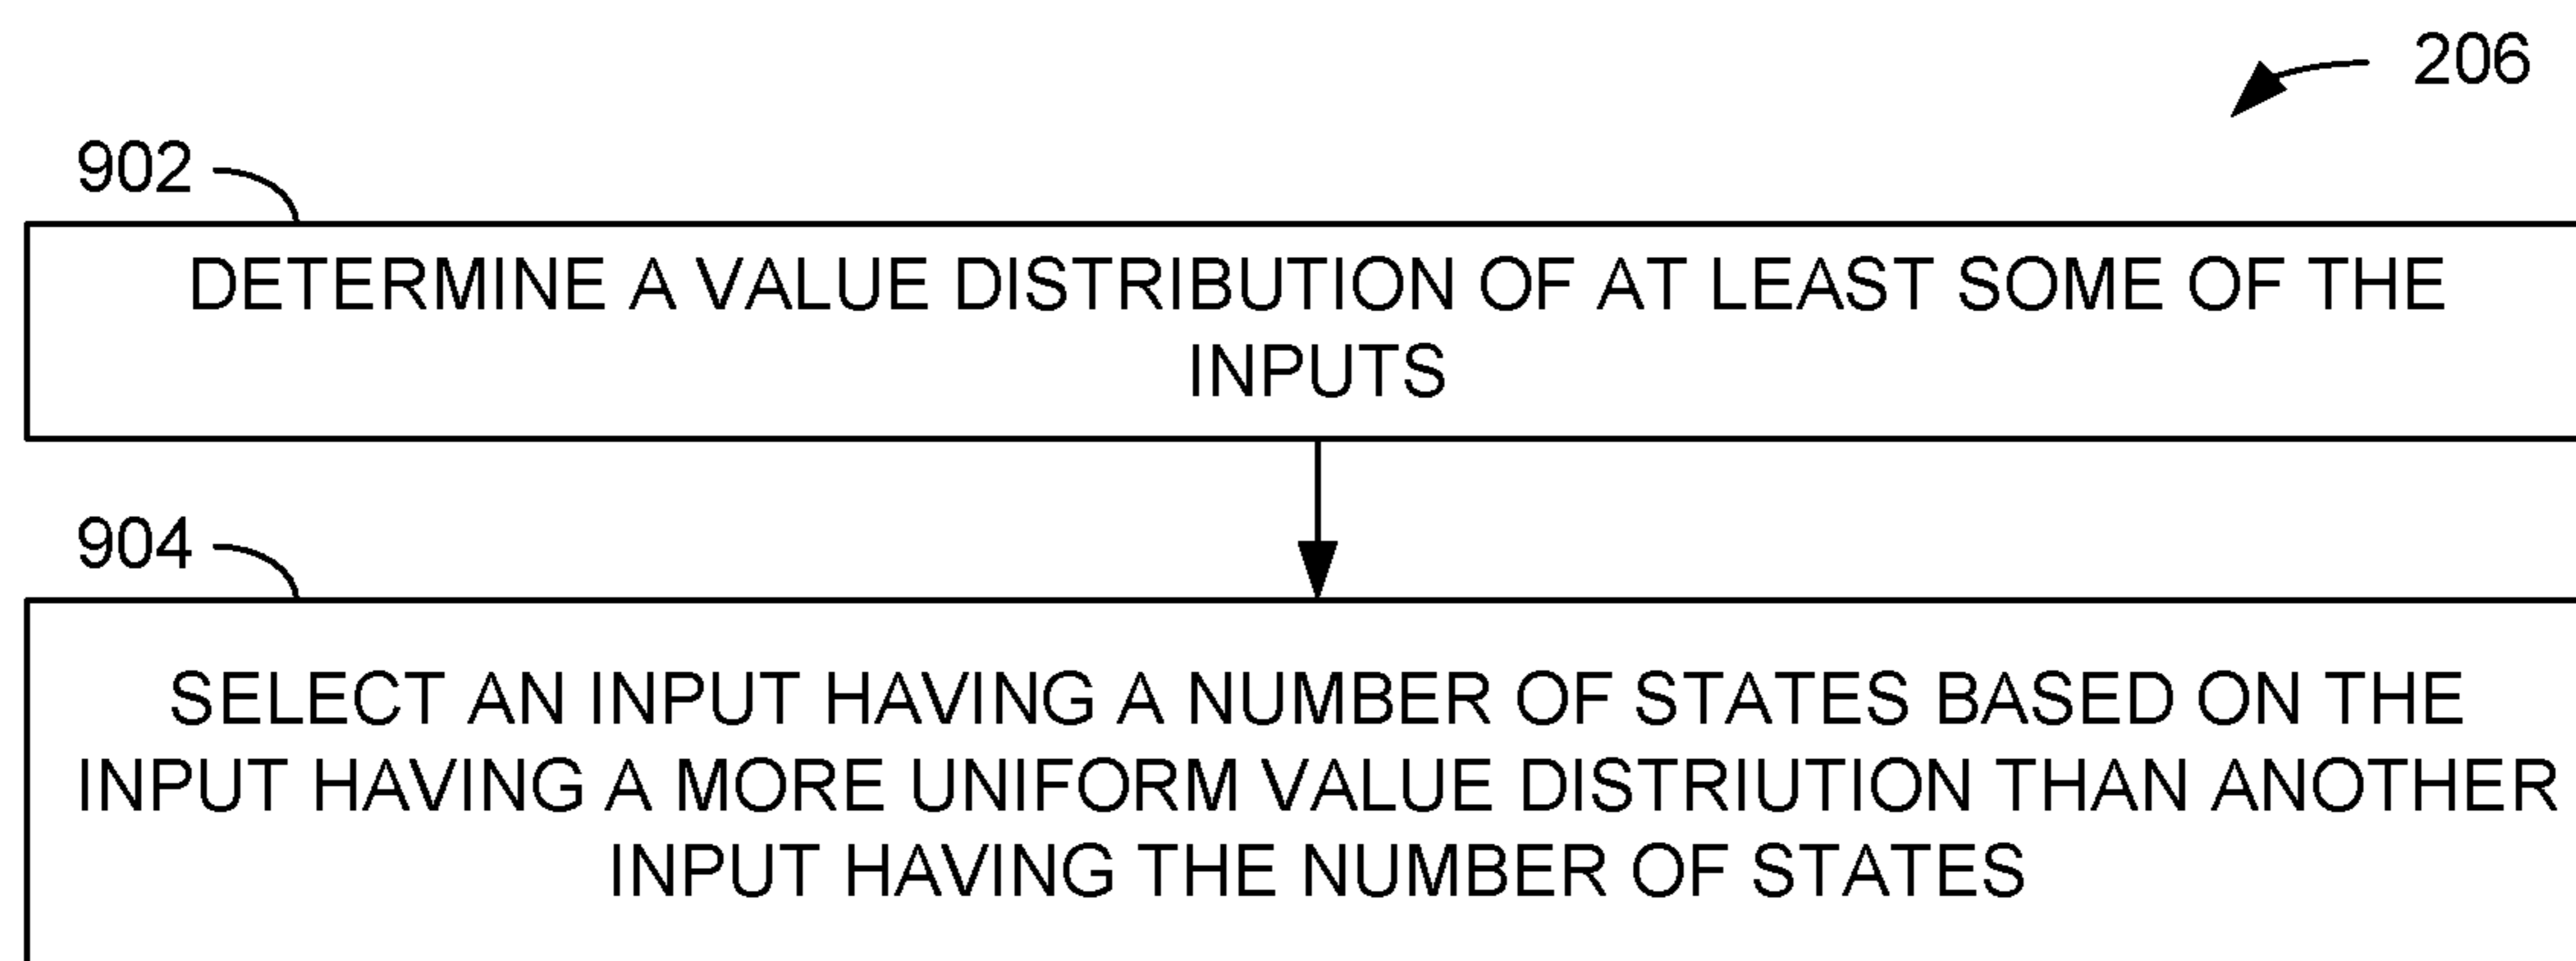 206
902
DETERMINE A VALUE DISTRIBUTION OF AT LEAST SOME OF THE
INPUTS
904
SELECT AN INPUT HAVING A NUMBER OF STATES BASED ON THE
INPUT HAVING A MORE UNIFORM VALUE DISTRIUTION THAN ANOTHER
INPUT HAVING THE NUMBER OF STATES